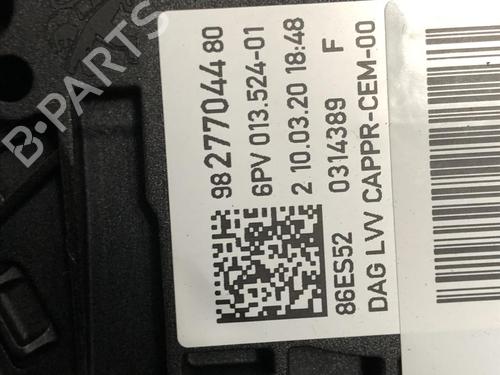 98 277044 80
6PV 013.524-01
2 10.03.20 18:48
0314389 F
86ES52
DAG LVV CAPPR-CEM-00
B-PARTS